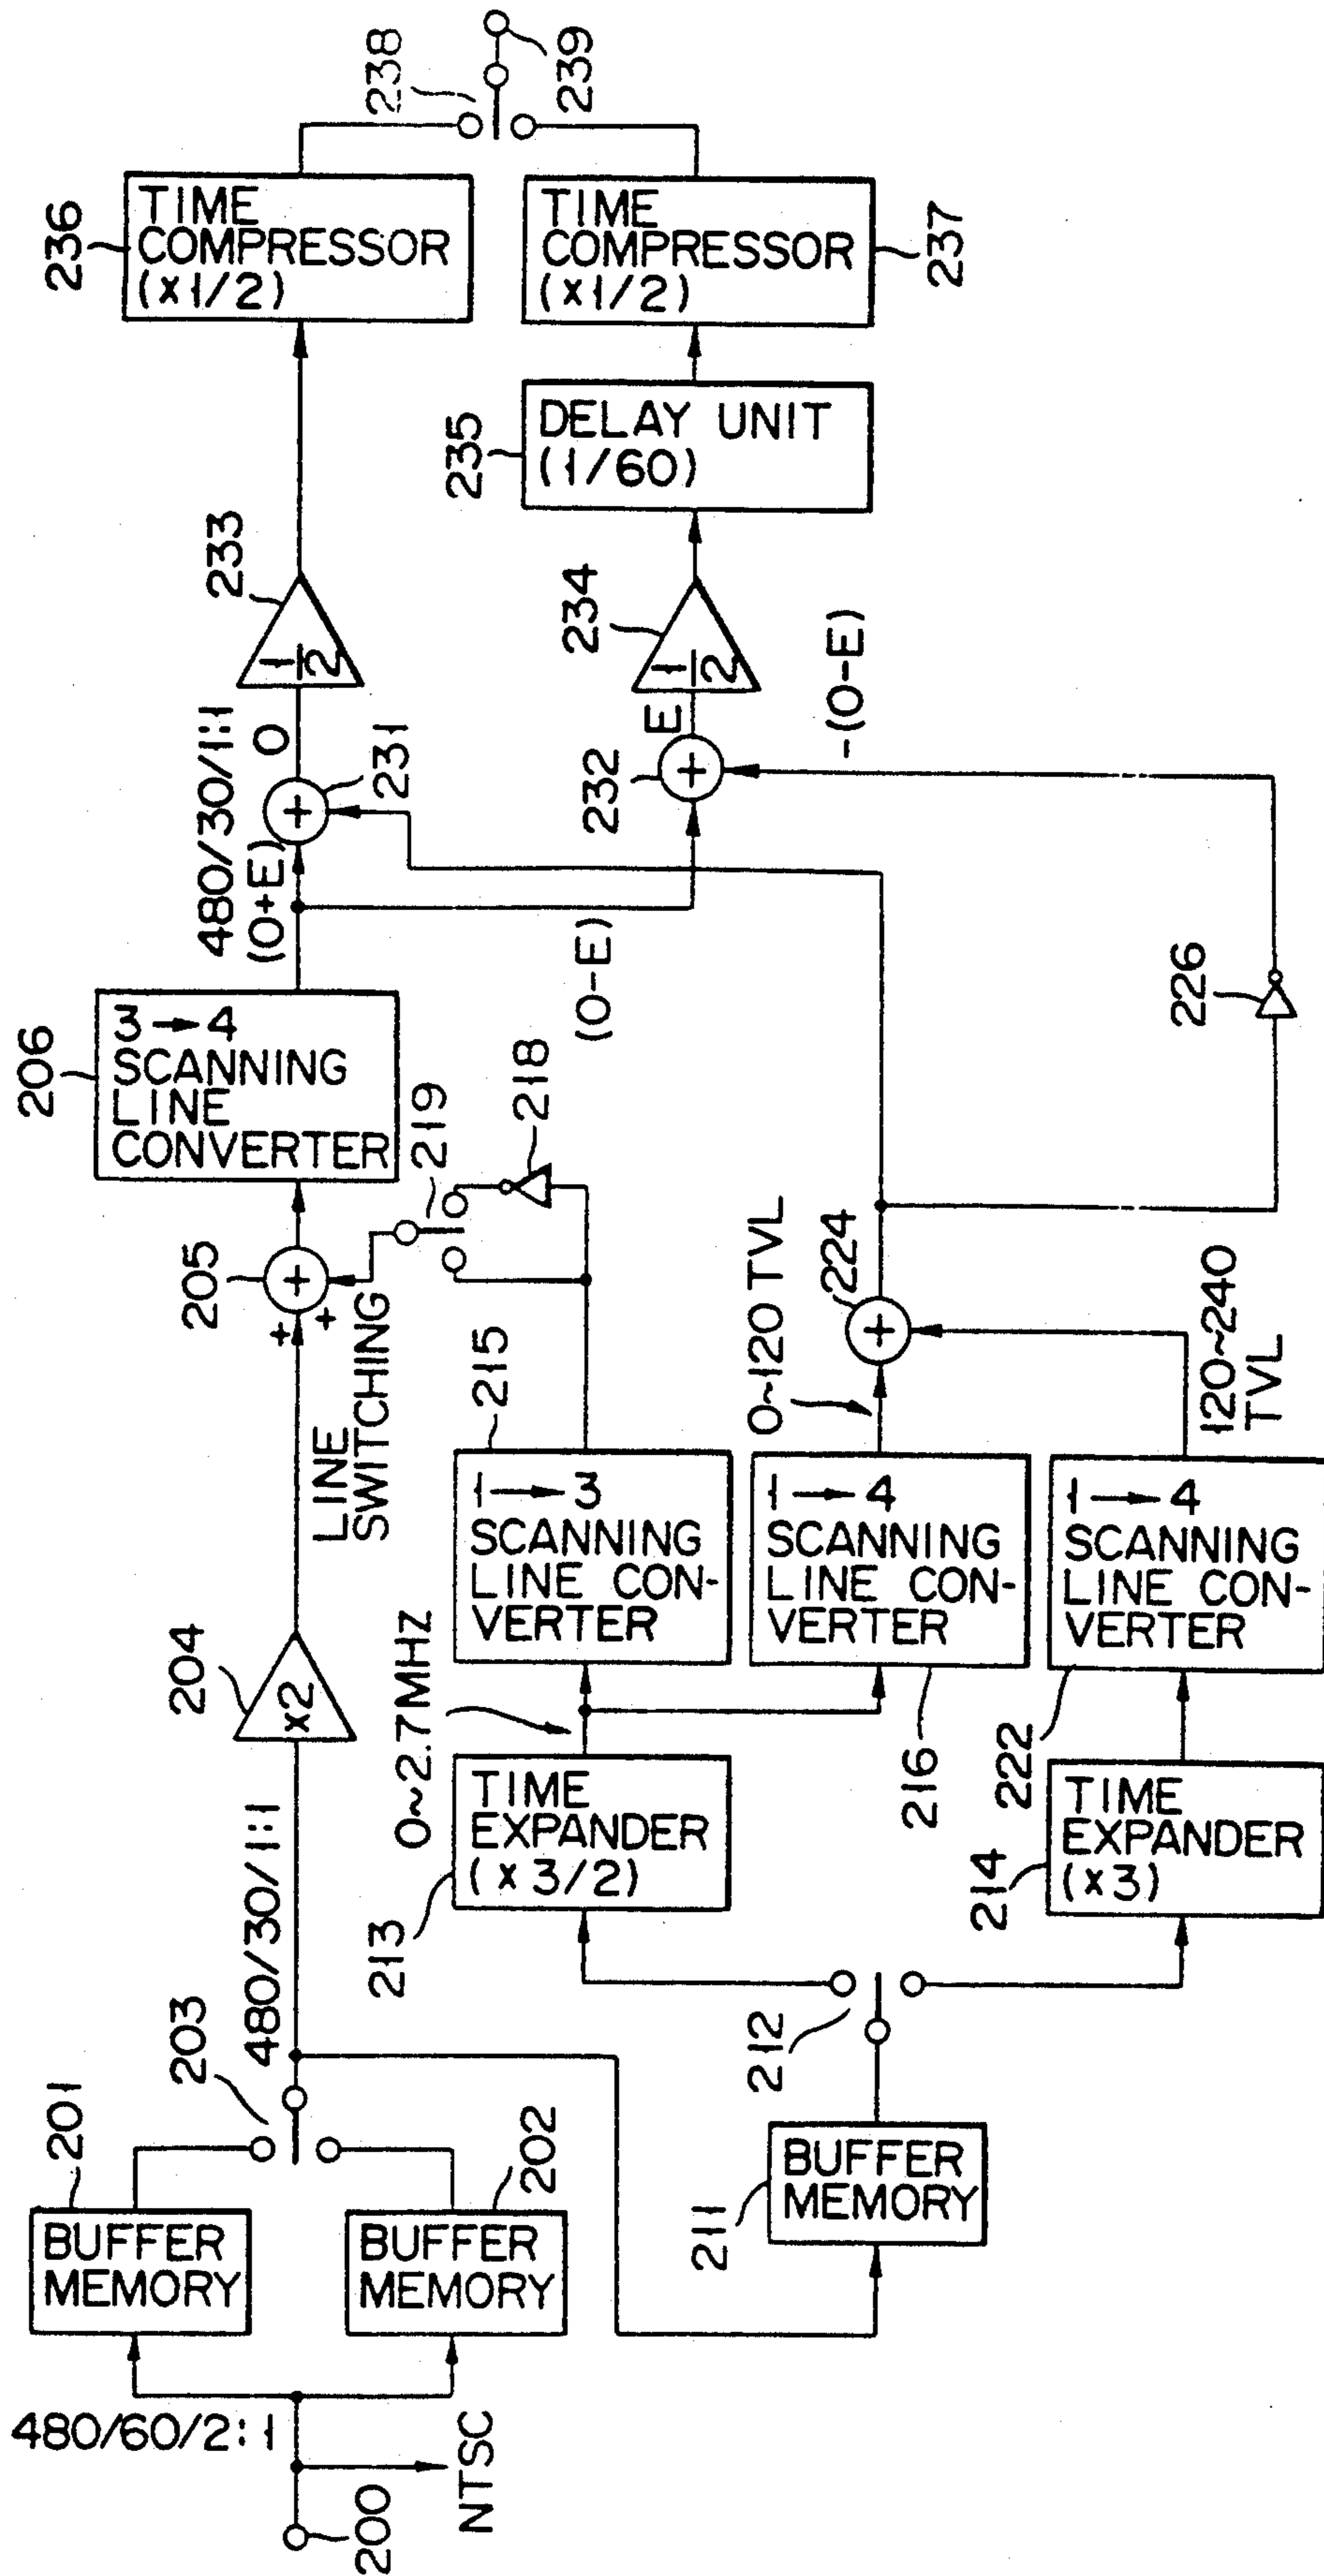 480/60/2:1
200
NTSC
201
BUFFER
MEMORY
202
BUFFER
MEMORY
203
480/30/1:1
204
×2
LINE
SWITCHING
205
+
+
+
206
3→4
SCANNING
LINE
CONVERTER
480/30/1:1
(O+E)
+
O
231
233
1
2
236
TIME
COMPRESSOR
(×1/2)
238
239
211
BUFFER
MEMORY
212
213
TIME
EXPANDER
(×3/2)
0~2.7MHZ
215
1→3
SCANNING
LINE CON-
VERTER
219
218
(O-E)
232
+
E
234
1
2
235
DELAY UNIT
(1/60)
237
TIME
COMPRESSOR
(×1/2)
-(O-E)
216
1→4
SCANNING
LINE CON-
VERTER
0~120 TVL
224
+
214
TIME
EXPANDER
(×3)
222
1→4
SCANNING
LINE CON-
VERTER
120~240
TVL
226